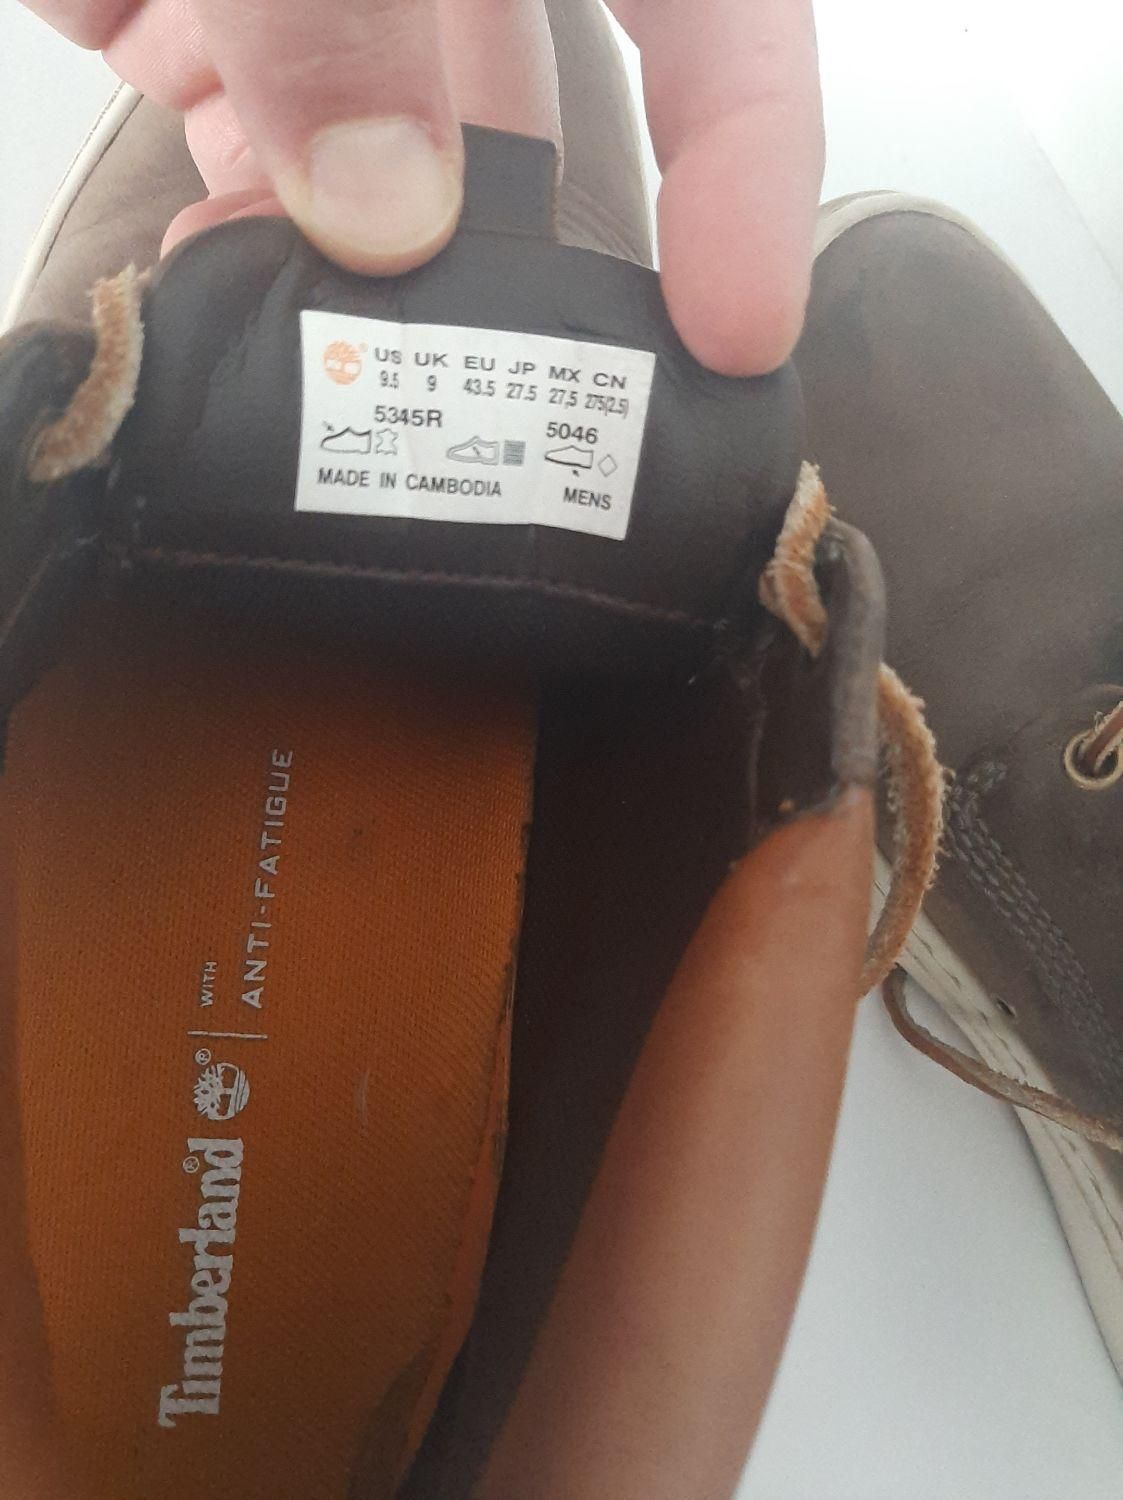 US UK EU JP MX CN
9.5 9 43.5 27.5 27,5 275(2.5)
5345R 5046
MADE IN CAMBODIA MENS
Timberland® ® | WITH
ANTI-FATIGUE